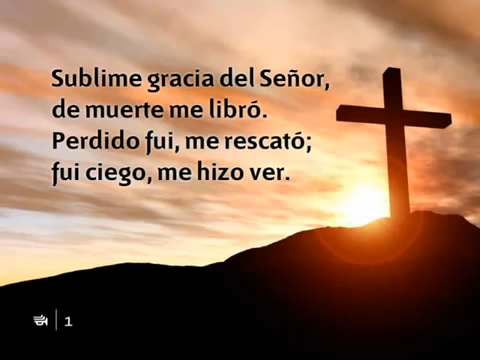 Sublime gracia del Señor,
de muerte me libró.
Perdido fui, me rescató;
fui ciego, me hizo ver.
1